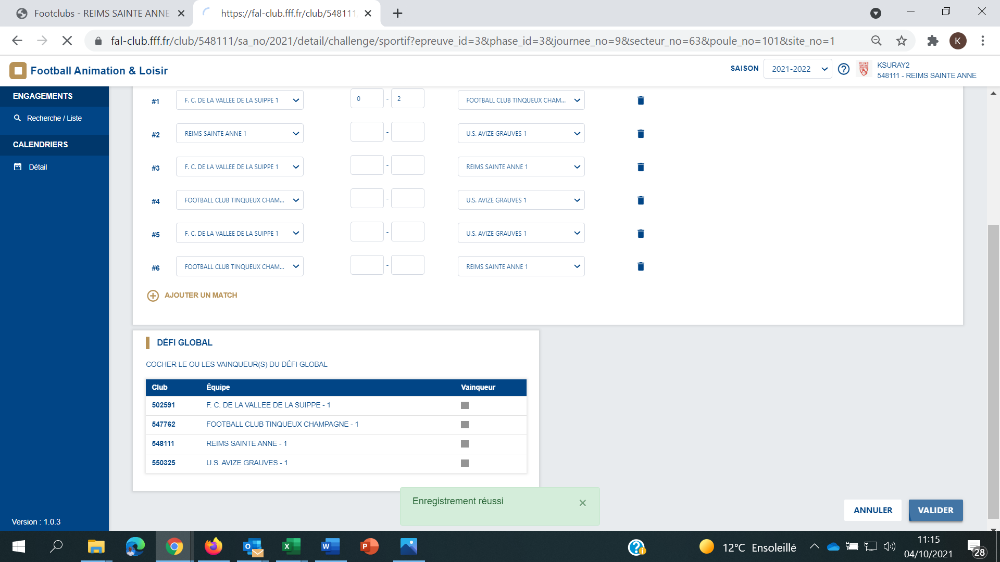 Footclubs - REIMS SAINTE ANNE
https://fal-club.fff.fr/club/548111
fal-club.fff.fr/club/548111/sa_no/2021/detail/challenge/sportif?epreuve_id=3&phase_id=3&journee_no=9&secteur_no=63&poule_no=101&site_no=1
K
Football Animation & Loisir
SAISON
2021-2022
KSURAY2
548111 - REIMS SAINTE ANNE
ENGAGEMENTS
Recherche / Liste
CALENDRIERS
Détail
Version : 1.0.3
#1 F. C. DE LA VALLEE DE LA SUIPPE 1 0 - 2 FOOTBALL CLUB TINQUEUX CHAM...
#2 REIMS SAINTE ANNE 1 - U.S. AVIZE GRAUVES 1
#3 F. C. DE LA VALLEE DE LA SUIPPE 1 - REIMS SAINTE ANNE 1
#4 FOOTBALL CLUB TINQUEUX CHAM... - U.S. AVIZE GRAUVES 1
#5 F. C. DE LA VALLEE DE LA SUIPPE 1 - U.S. AVIZE GRAUVES 1
#6 FOOTBALL CLUB TINQUEUX CHAM... - REIMS SAINTE ANNE 1
AJOUTER UN MATCH
DÉFI GLOBAL
COCHER LE OU LES VAINQUEUR(S) DU DÉFI GLOBAL
Club Équipe Vainqueur
502591 F. C. DE LA VALLEE DE LA SUIPPE - 1
547762 FOOTBALL CLUB TINQUEUX CHAMPAGNE - 1
548111 REIMS SAINTE ANNE - 1
550325 U.S. AVIZE GRAUVES - 1
Enregistrement réussi
ANNULER
VALIDER
12°C Ensoleillé
11:15
04/10/2021
28